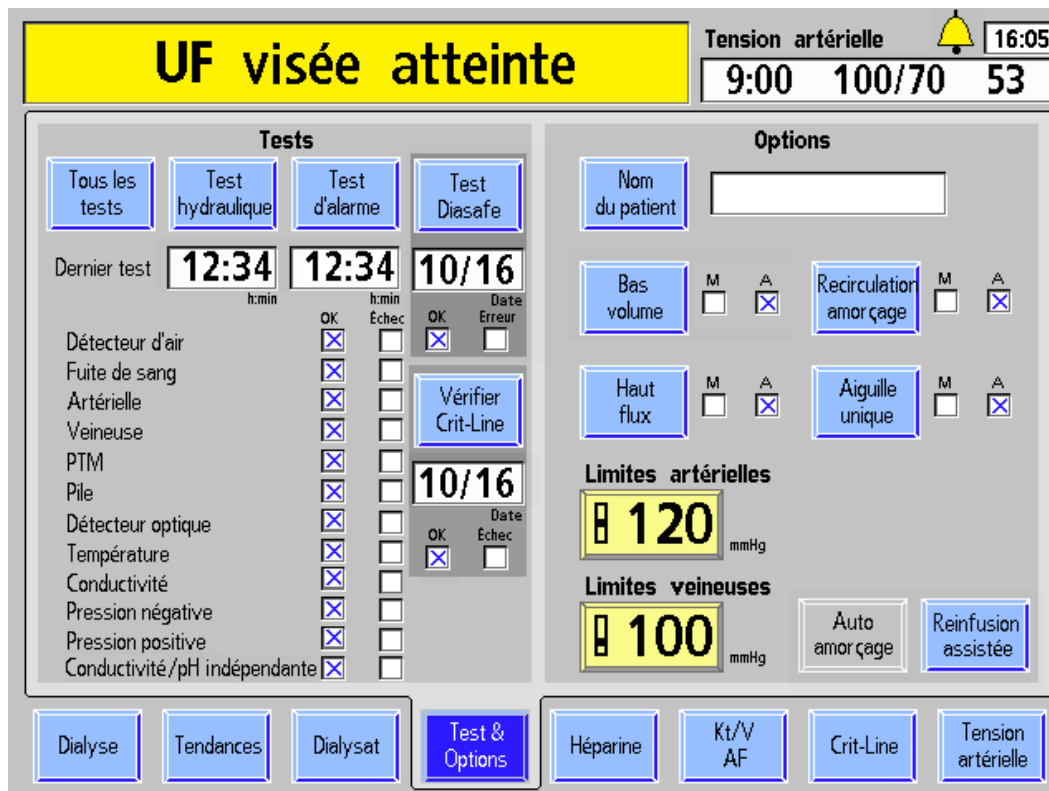 UF visée atteinte
Tension artérielle
16:05
9:00 100/70 53
Tests
Tous les tests
Test hydraulique
Test d'alarme
Test Diasafe
Dernier test 12:34 12:34 10/16
h:min h:min Date
OK Échec OK Erreur
Détecteur d'air
Fuite de sang
Artérielle
Veineuse
PTM
Pile
Détecteur optique
Température
Conductivité
Pression négative
Pression positive
Conductivité/pH indépendante
Vérifier Crit-Line
10/16
Date
OK Échec
Options
Nom du patient
Bas volume
M A
Recirculation amorçage
M A
Haut flux
M A
Aiguille unique
M A
Limites artérielles
120 mmHg
Limites veineuses
100 mmHg
Auto amorçage
Reinfusion assistée
Dialyse
Tendances
Dialysat
Test & Options
Héparine
Kt/V AF
Crit-Line
Tension artérielle